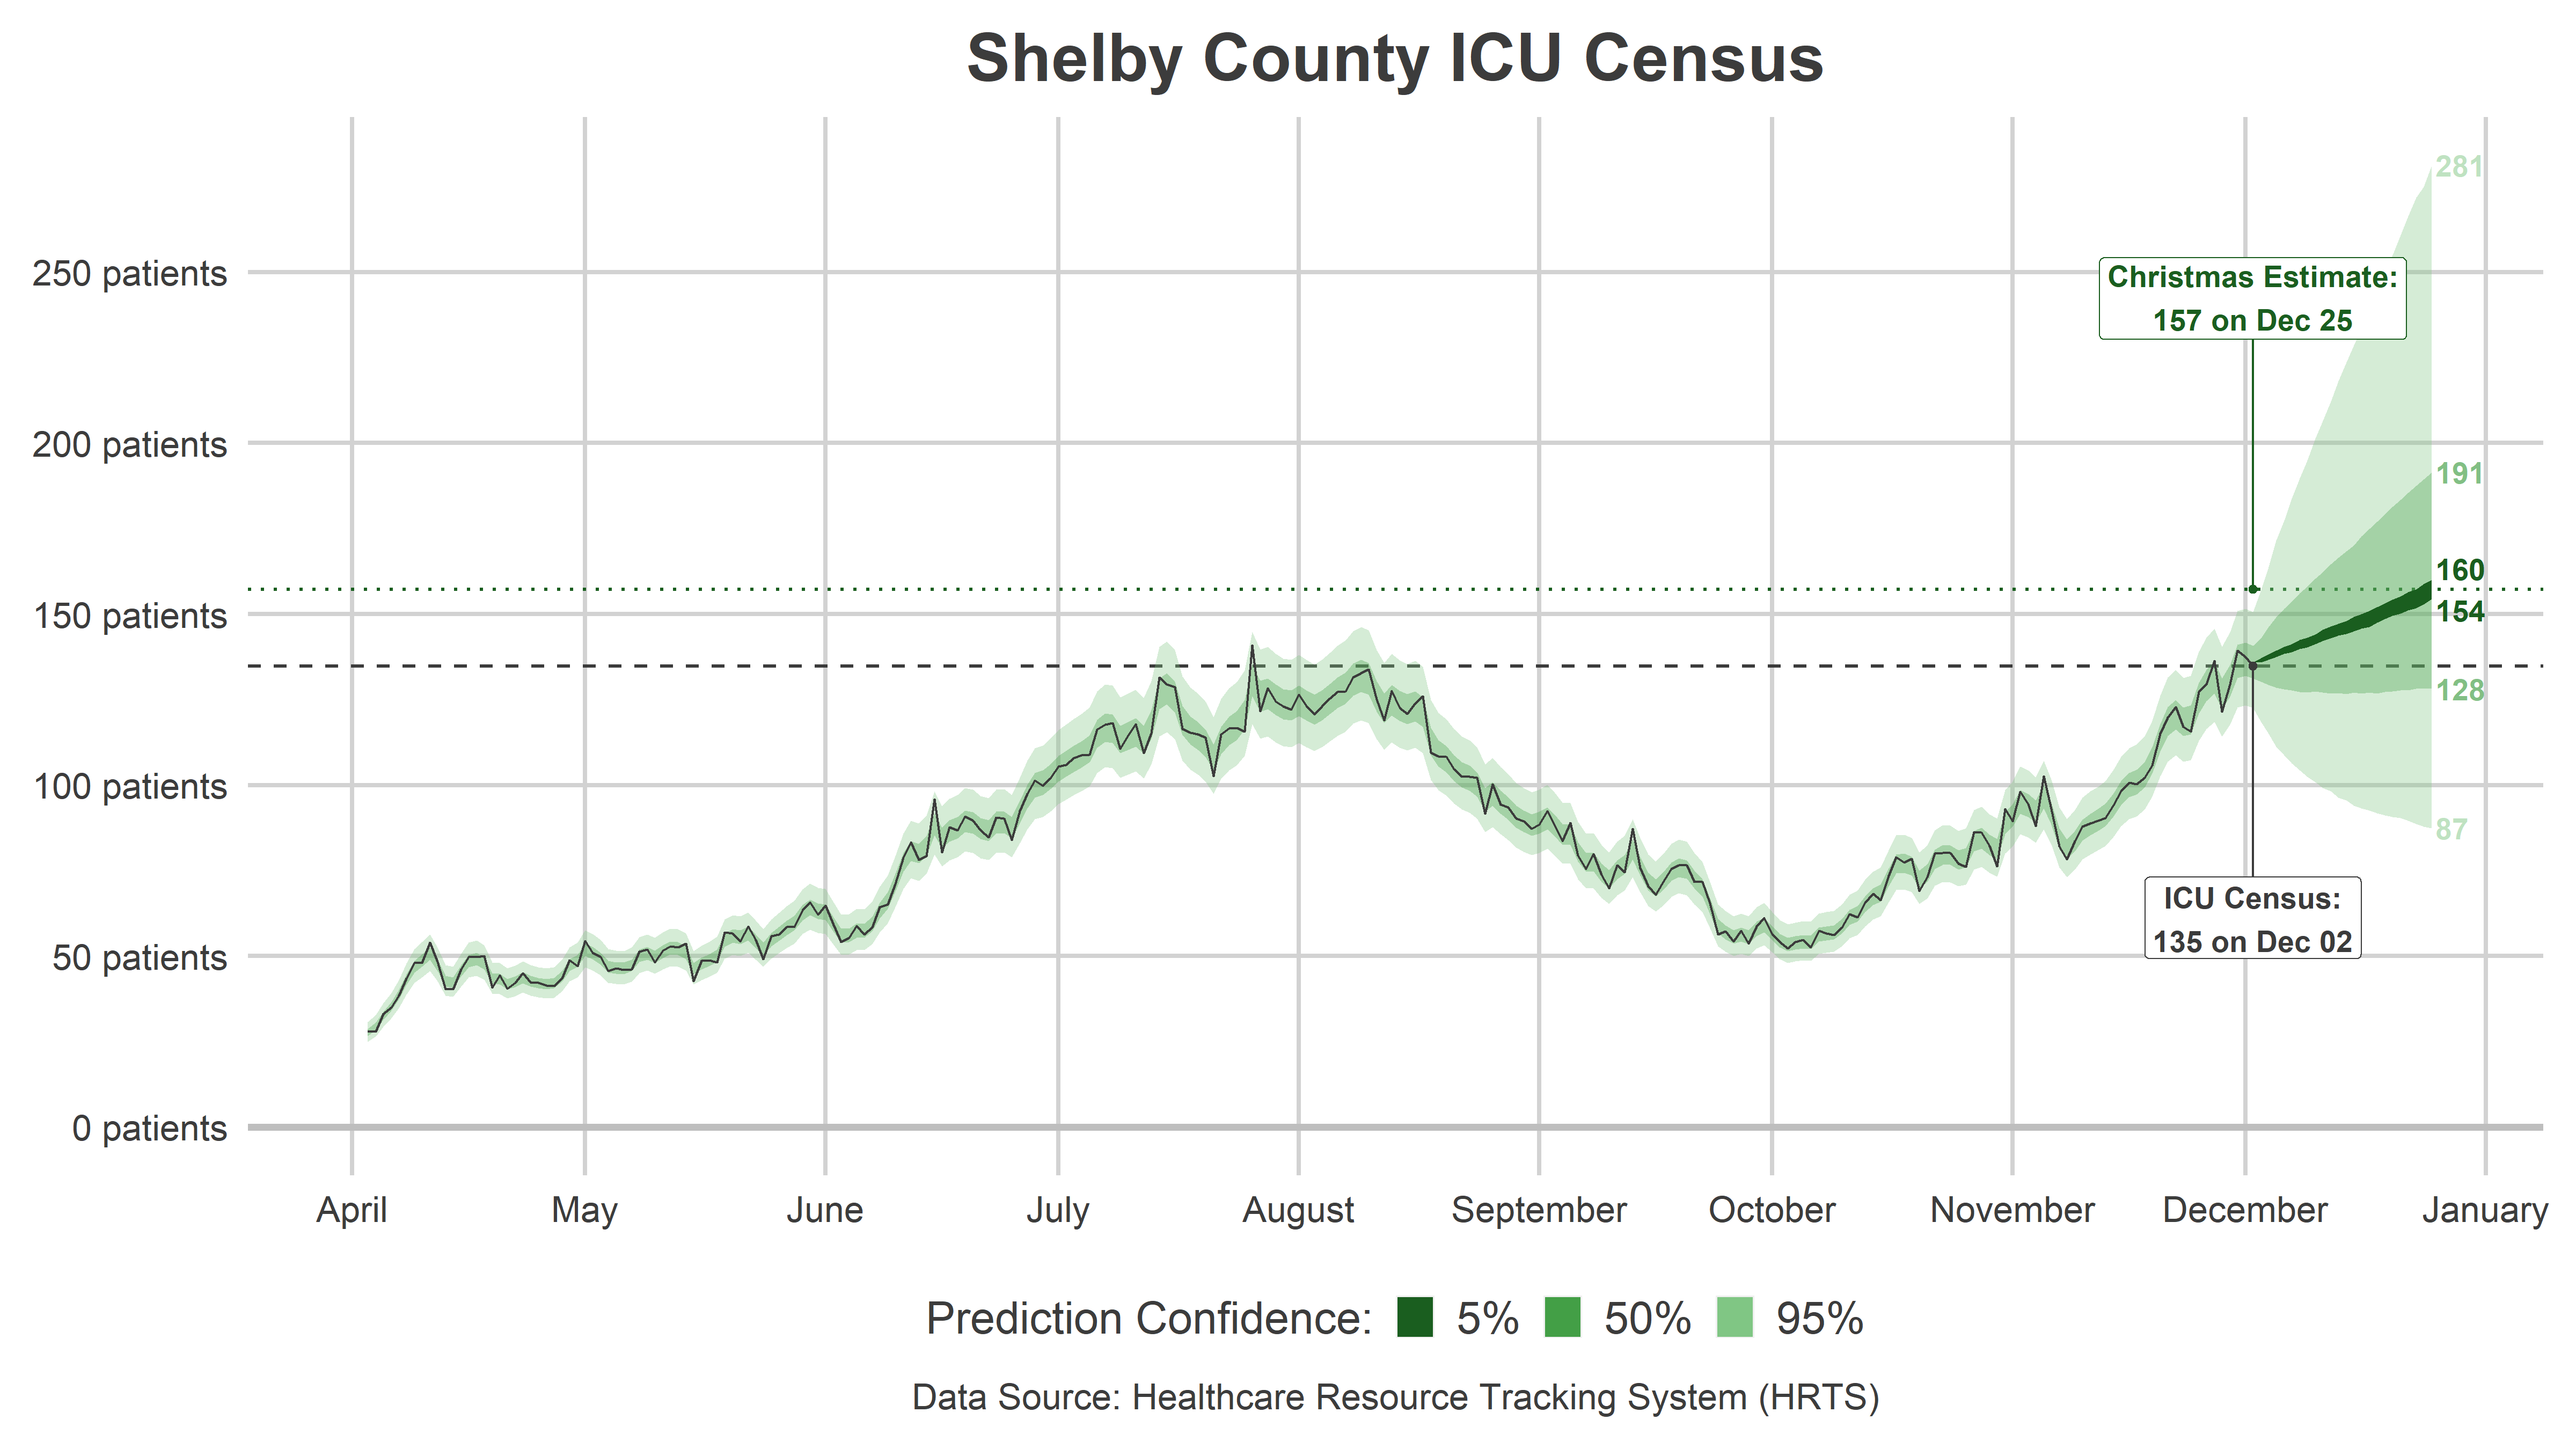 Shelby County ICU Census
281
250 patients
Christmas Estimate:
157 on Dec 25
200 patients
191
160
150 patients
154
128
100 patients
87
ICU Census:
135 on Dec 02
50 patients
0 patients
April May June July August September October November December January
Prediction Confidence: 5% 50% 95%
Data Source: Healthcare Resource Tracking System (HRTS)